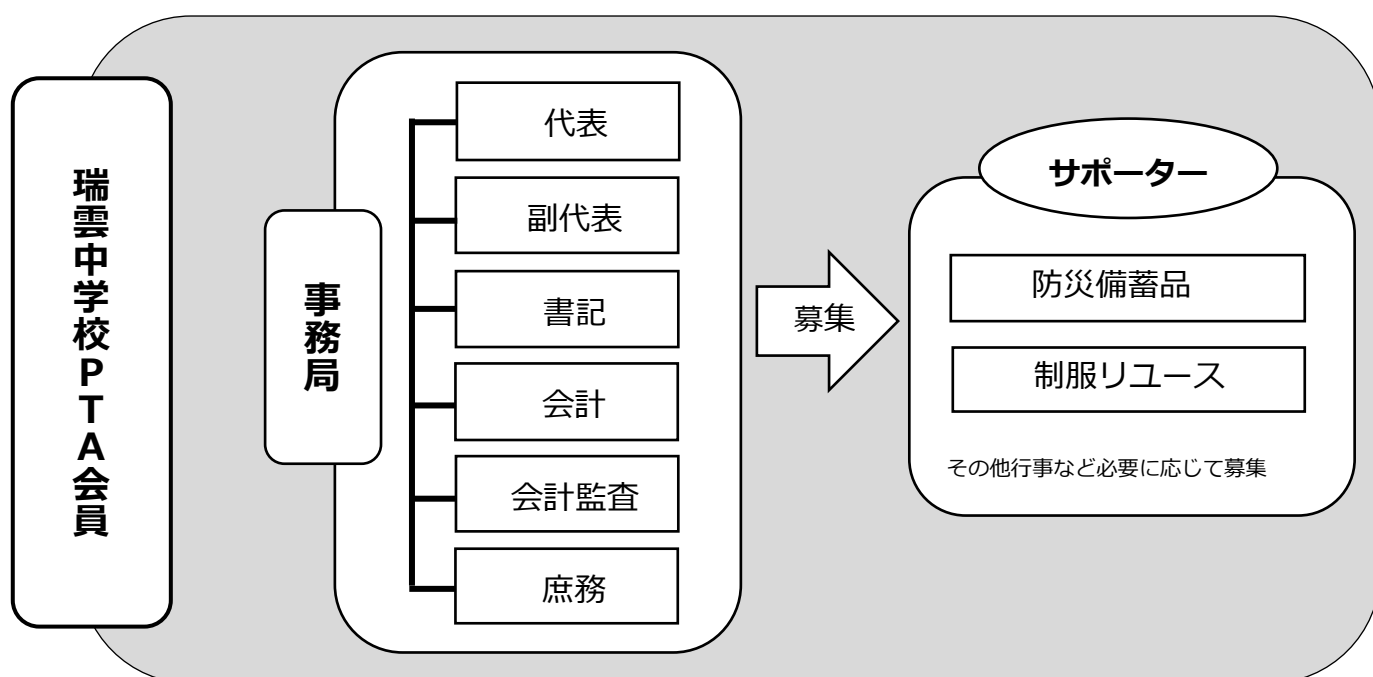 瑞雲中学校PTA会員
事務局
代表
副代表
書記
会計
会計監査
庶務
募集
サポーター
防災備蓄品
制服リユース
その他行事など必要に応じて募集